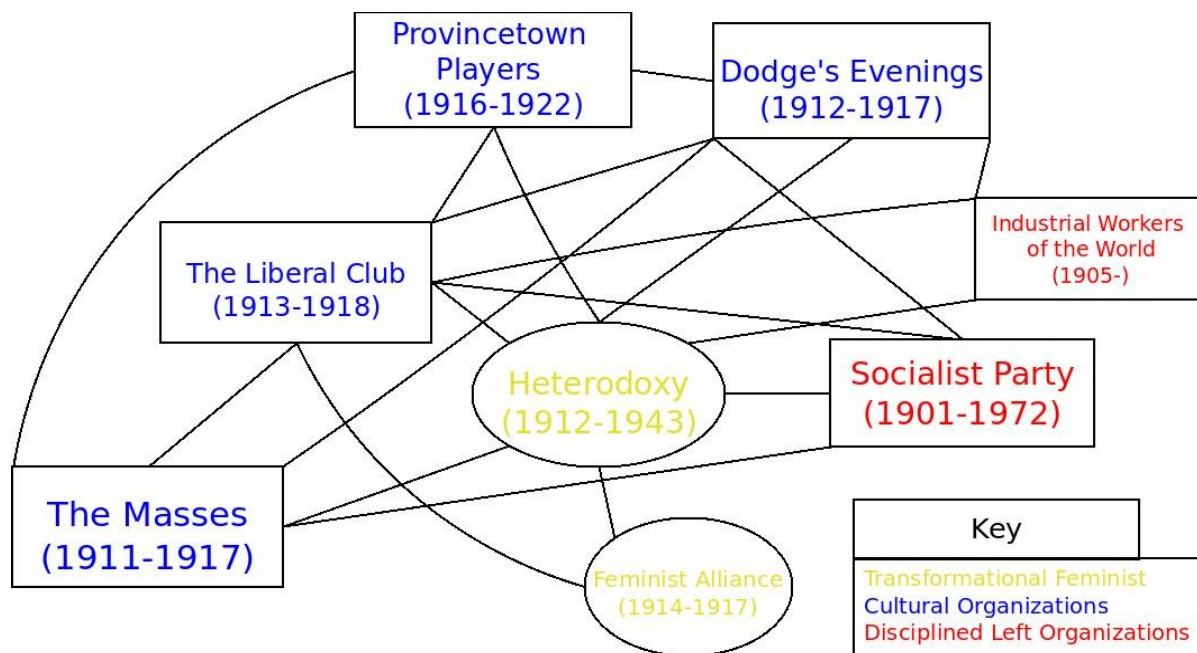 Provincetown
Players
(1916-1922)
Dodge's Evenings
(1912-1917)
Industrial Workers
of the World
(1905-)
The Liberal Club
(1913-1918)
Heterodoxy
(1912-1943)
Socialist Party
(1901-1972)
The Masses
(1911-1917)
Feminist Alliance
(1914-1917)
Key
Transformational Feminist
Cultural Organizations
Disciplined Left Organizations